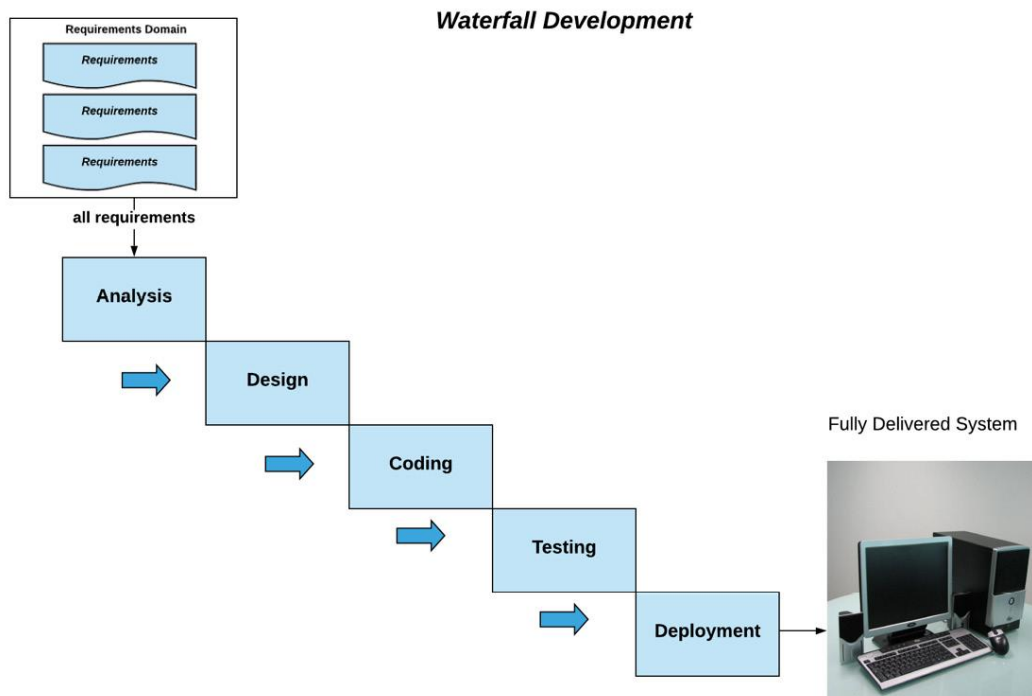 Waterfall Development
Requirements Domain
Requirements
Requirements
Requirements
all requirements
Analysis
Design
Coding
Testing
Deployment
Fully Delivered System